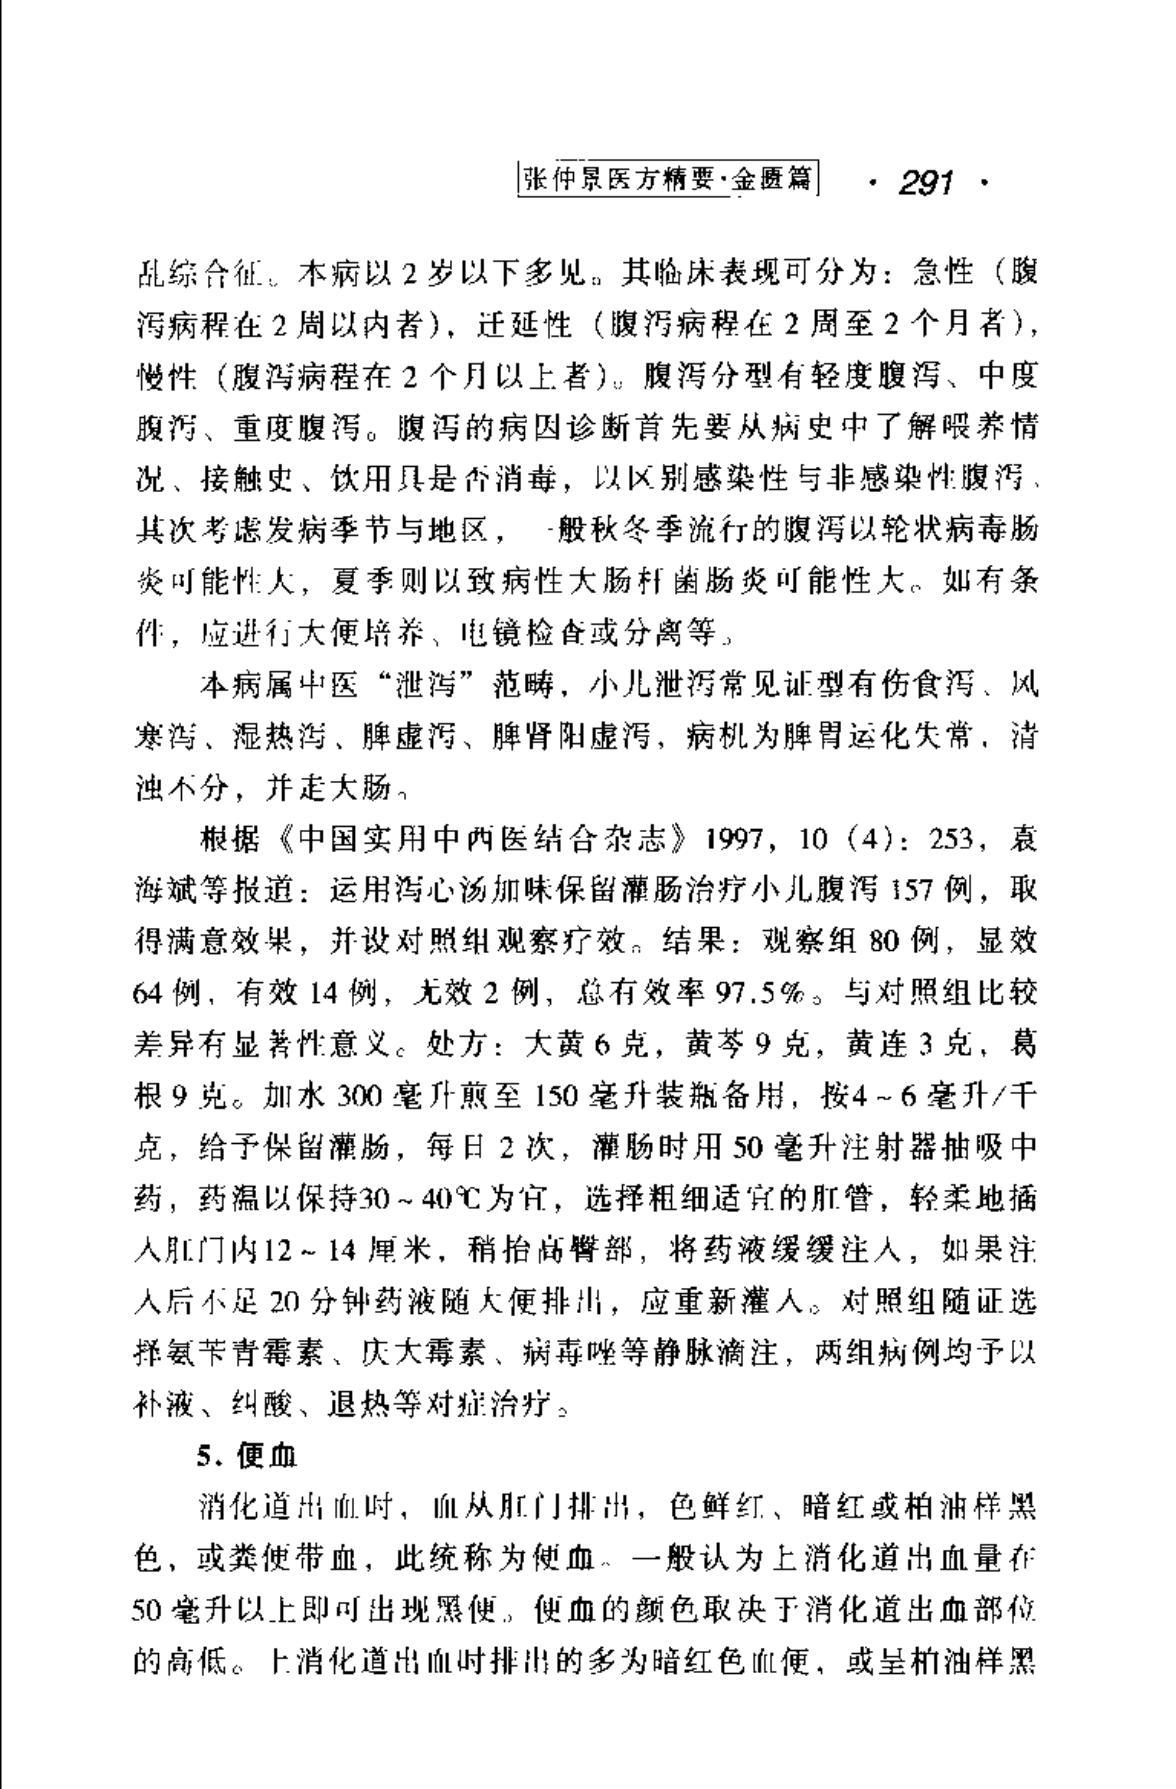 张仲景医方精要·金匮篇 · 291 ·
乱综合征。本病以 2 岁以下多见。其临床表现可分为：急性（腹
泻病程在 2 周以内者），迁延性（腹泻病程在 2 周至 2 个月者），
慢性（腹泻病程在 2 个月以上者）。腹泻分型有轻度腹泻、中度
腹泻、重度腹泻。腹泻的病因诊断首先要从病史中了解喂养情
况、接触史、饮用具是否消毒，以区别感染性与非感染性腹泻、
其次考虑发病季节与地区，一般秋冬季流行的腹泻以轮状病毒肠
炎可能性大，夏季则以致病性大肠杆菌肠炎可能性大。如有条
件，应进行大便培养、电镜检查或分离等。
本病属中医“泄泻”范畴，小儿泄泻常见证型有伤食泻、风
寒泻、湿热泻、脾虚泻、脾肾阳虚泻，病机为脾胃运化失常，清
浊不分，并走大肠。
根据《中国实用中西医结合杂志》1997，10（4）：253，袁
海斌等报道：运用泻心汤加味保留灌肠治疗小儿腹泻 157 例，取
得满意效果，并设对照组观察疗效。结果：观察组 80 例，显效
64 例，有效 14 例，无效 2 例，总有效率 97.5%。与对照组比较
差异有显著性意义。处方：大黄 6 克，黄芩 9 克，黄连 3 克，葛
根 9 克。加水 300 毫升煎至 150 毫升装瓶备用，按4～6 毫升/千
克，给予保留灌肠，每日 2 次，灌肠时用 50 毫升注射器抽吸中
药，药温以保持30～40℃为宜，选择粗细适宜的肛管，轻柔地插
入肛门内12～14 厘米，稍抬高臀部，将药液缓缓注入，如果注
入后不足 20 分钟药液随大便排出，应重新灌入。对照组随证选
择氨苄青霉素、庆大霉素、病毒唑等静脉滴注，两组病例均予以
补液、纠酸、退热等对症治疗。
5. 便血
消化道出血时，血从肛门排出，色鲜红、暗红或柏油样黑
色，或粪便带血，此统称为便血。一般认为上消化道出血量在
50 毫升以上即可出现黑便。便血的颜色取决于消化道出血部位
的高低。上消化道出血时排出的多为暗红色血便，或呈柏油样黑